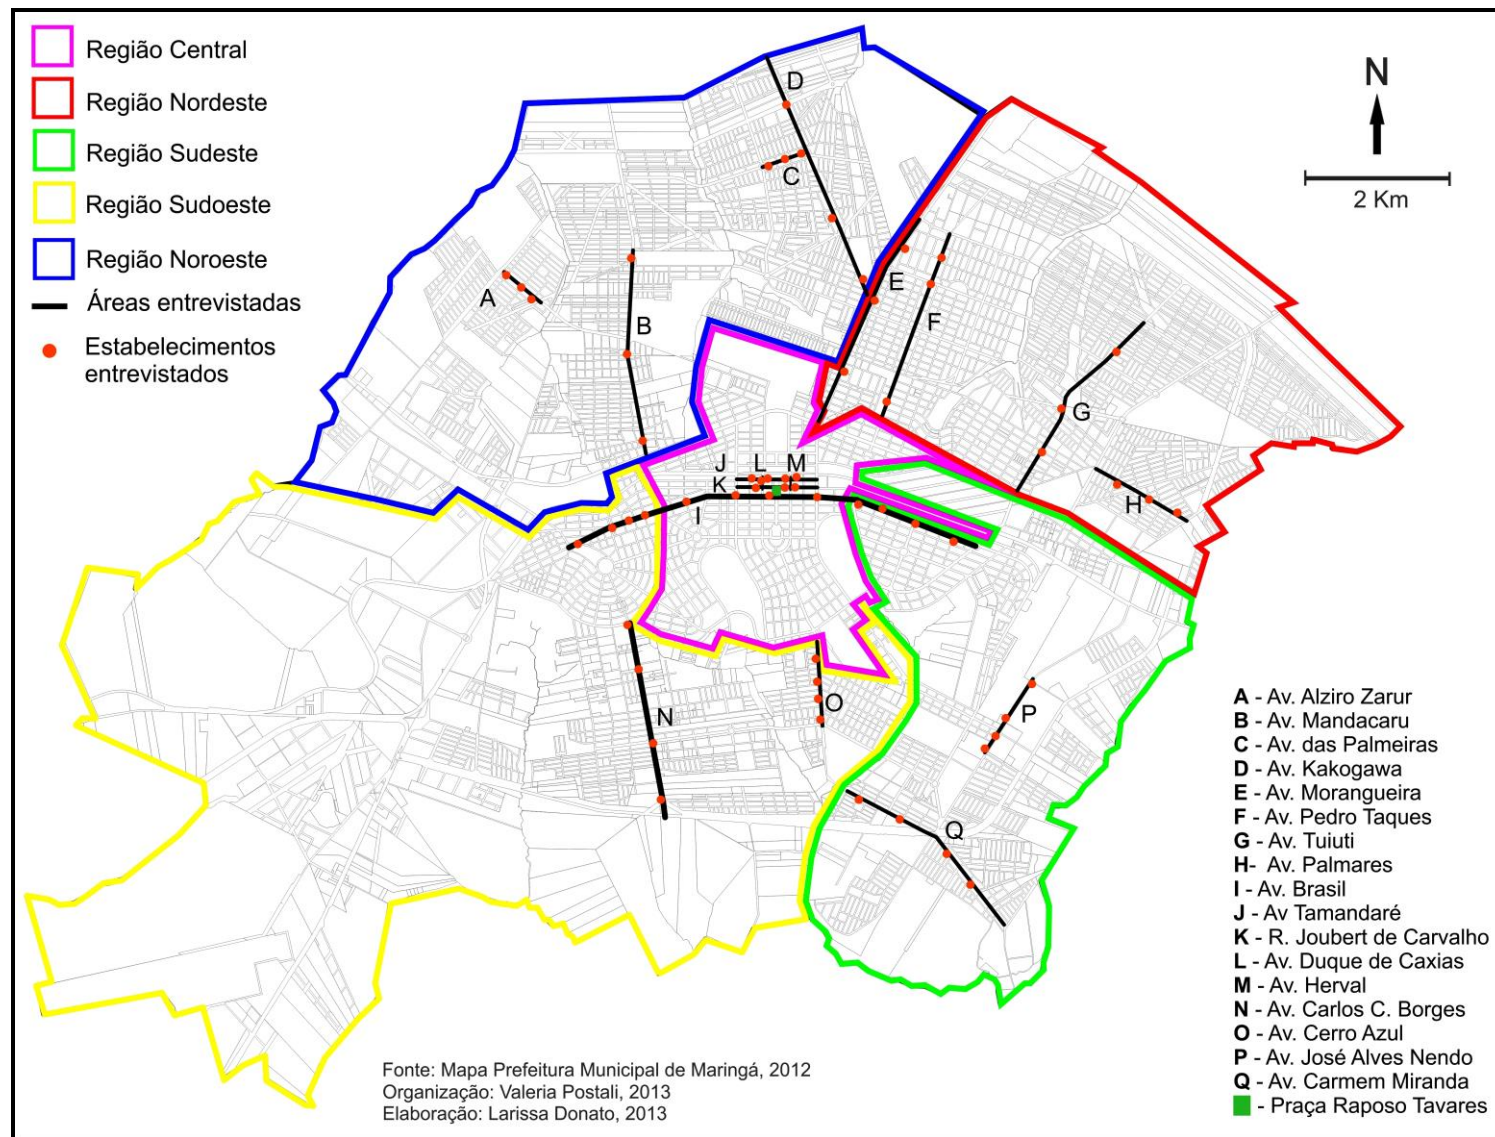 Região Central
Região Nordeste
Região Sudeste
Região Sudoeste
Região Noroeste
Áreas entrevistadas
Estabelecimentos
entrevistados
N
2 Km
D
C
A
B
E
F
G
H
J L M
K
I
N
O
P
Q
A - Av. Alziro Zarur
B - Av. Mandacaru
C - Av. das Palmeiras
D - Av. Kakogawa
E - Av. Morangueira
F - Av. Pedro Taques
G - Av. Tuiuti
H- Av. Palmares
I - Av. Brasil
J - Av Tamandaré
K - R. Joubert de Carvalho
L - Av. Duque de Caxias
M - Av. Herval
N - Av. Carlos C. Borges
O - Av. Cerro Azul
P - Av. José Alves Nendo
Q - Av. Carmem Miranda
- Praça Raposo Tavares
Fonte: Mapa Prefeitura Municipal de Maringá, 2012
Organização: Valeria Postali, 2013
Elaboração: Larissa Donato, 2013